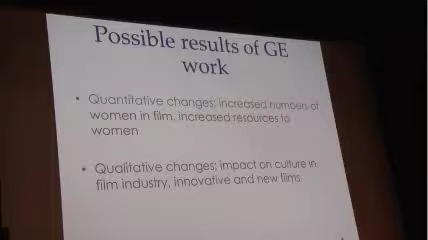 Possible results of GE
work
• Quantitative changes: increased numbers of
women in film, increased resources to
women
• Qualitative changes: impact on culture in
film industry, innovative and new films